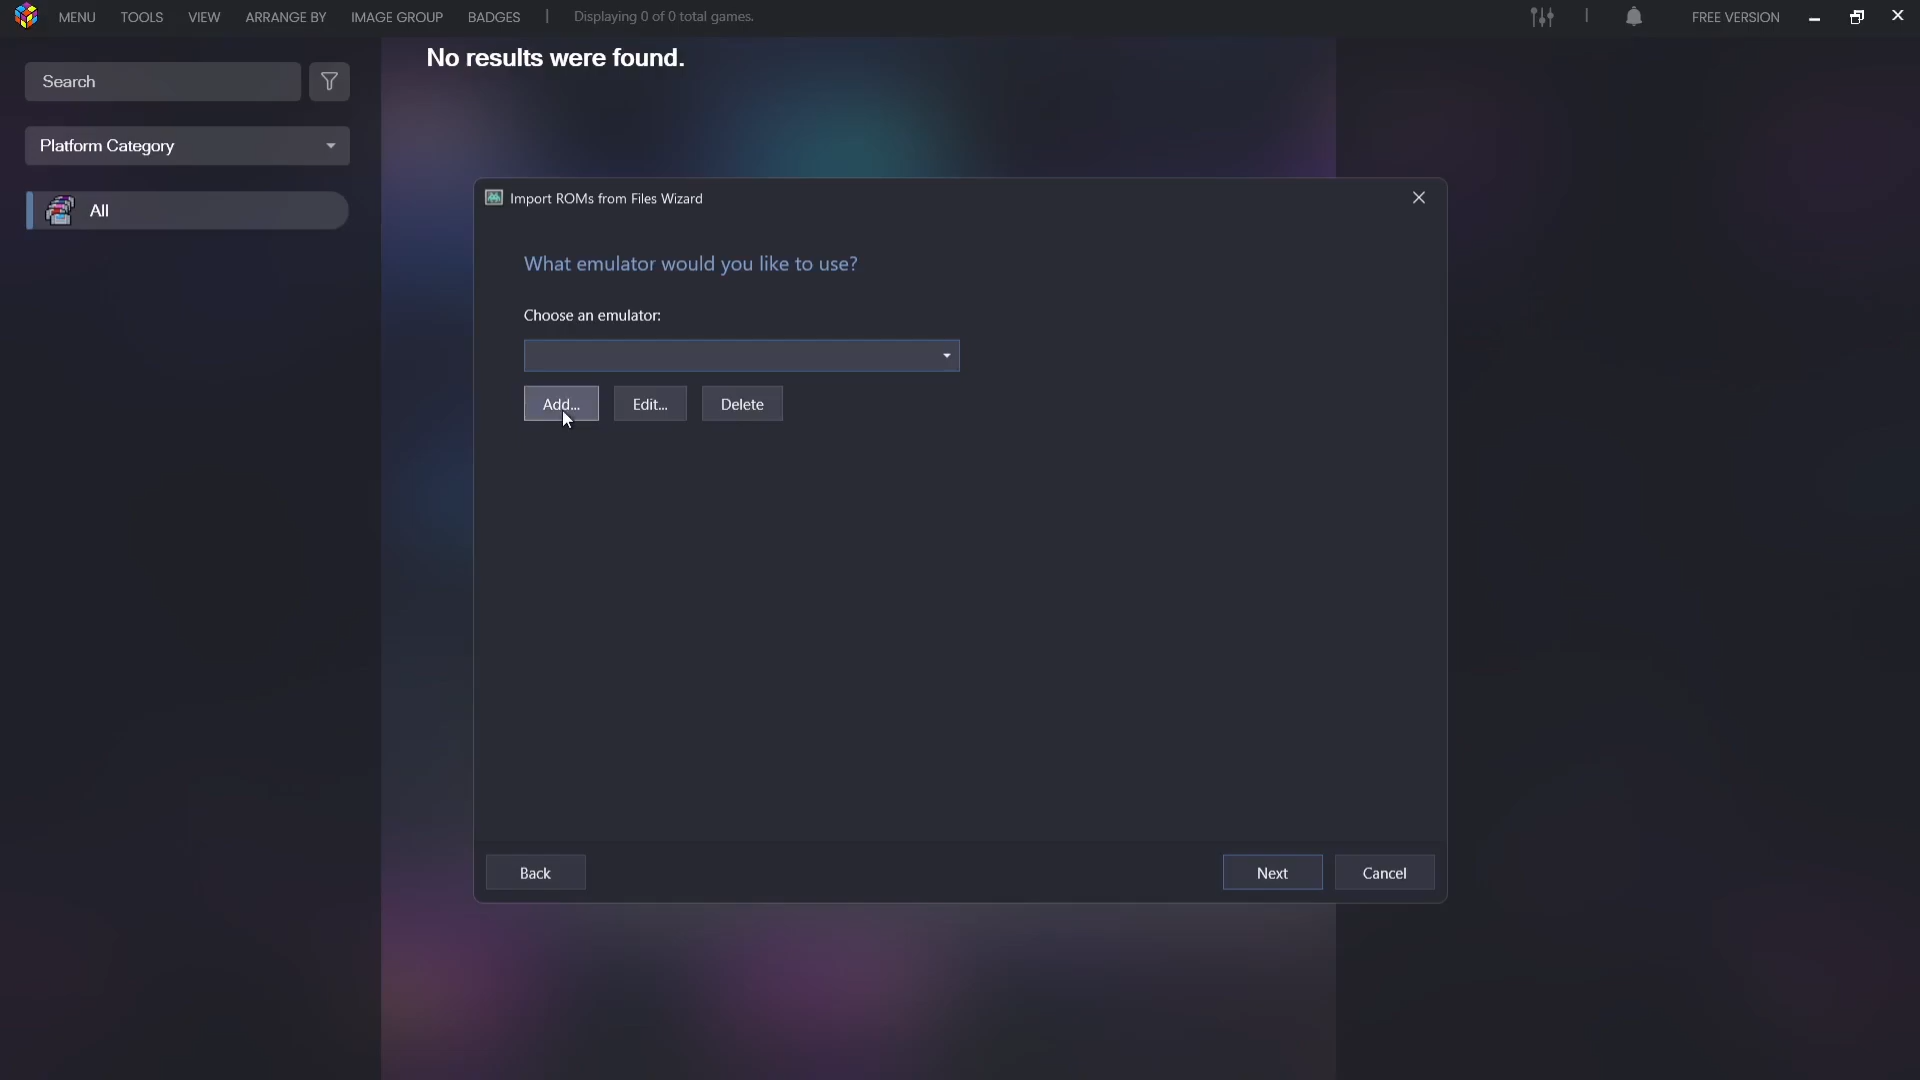 MENU TOOLS VIEW ARRANGE BY IMAGE GROUP BADGES | Displaying 0 of 0 total games. | FREE VERSION
Search
No results were found.
Platform Category
All
Import ROMs from Files Wizard
What emulator would you like to use?
Choose an emulator:
Add... Edit... Delete
Back Next Cancel